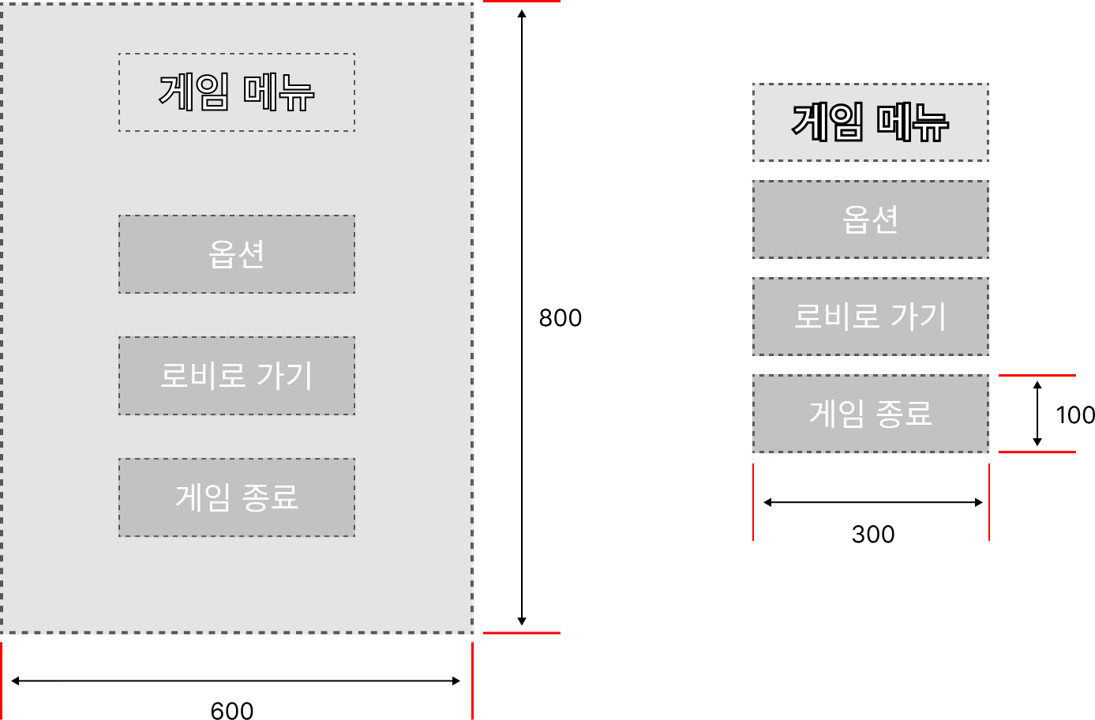 게임 메뉴
옵션
로비로 가기
게임 종료
800
600
게임 메뉴
옵션
로비로 가기
게임 종료
100
300